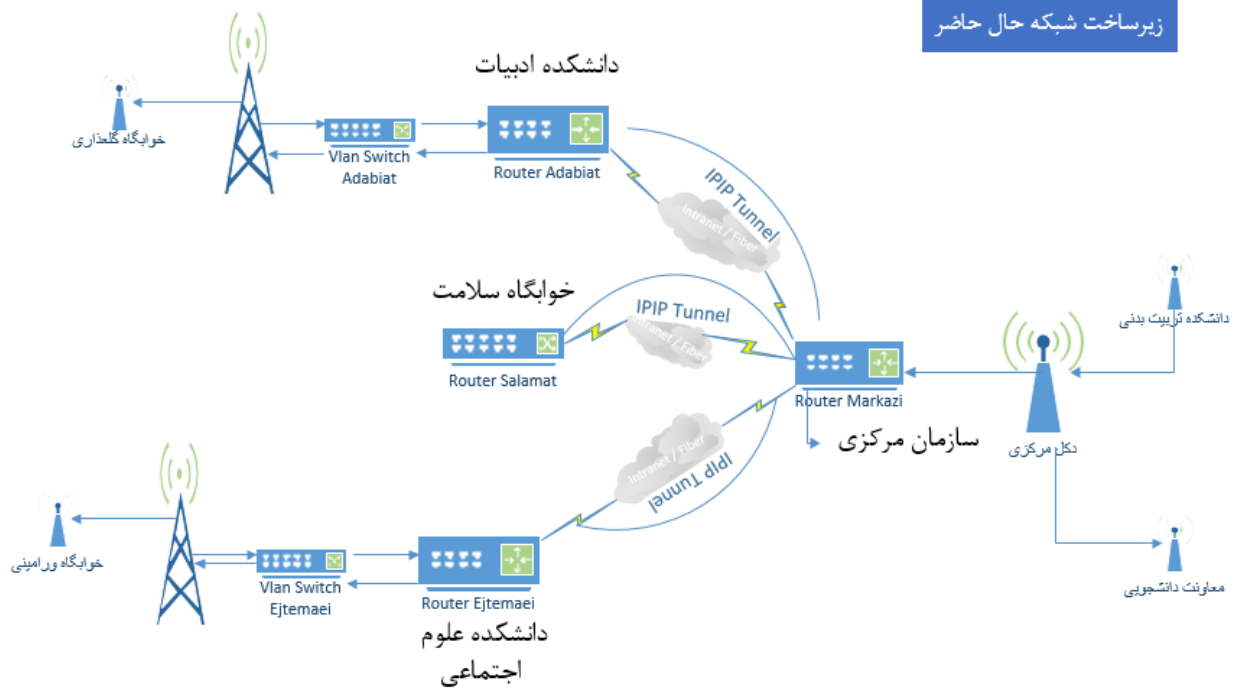 زیرساخت شبکه حال حاضر
دانشکده ادبیات
خوابگاه گلعذاری
Vlan Switch
Adabiat
Router Adabiat
IPIP Tunnel
Intranet / Fiber
خوابگاه سلامت
IPIP Tunnel
Intranet / Fiber
Router Salamat
دانشکده تربیت بدنی
Router Markazi
سازمان مرکزی
دکل مرکزی
Intranet / Fiber
IPIP Tunnel
خوابگاه ورامینی
Vlan Switch
Ejtemaei
Router Ejtemaei
معاونت دانشجویی
دانشکده علوم
اجتماعی